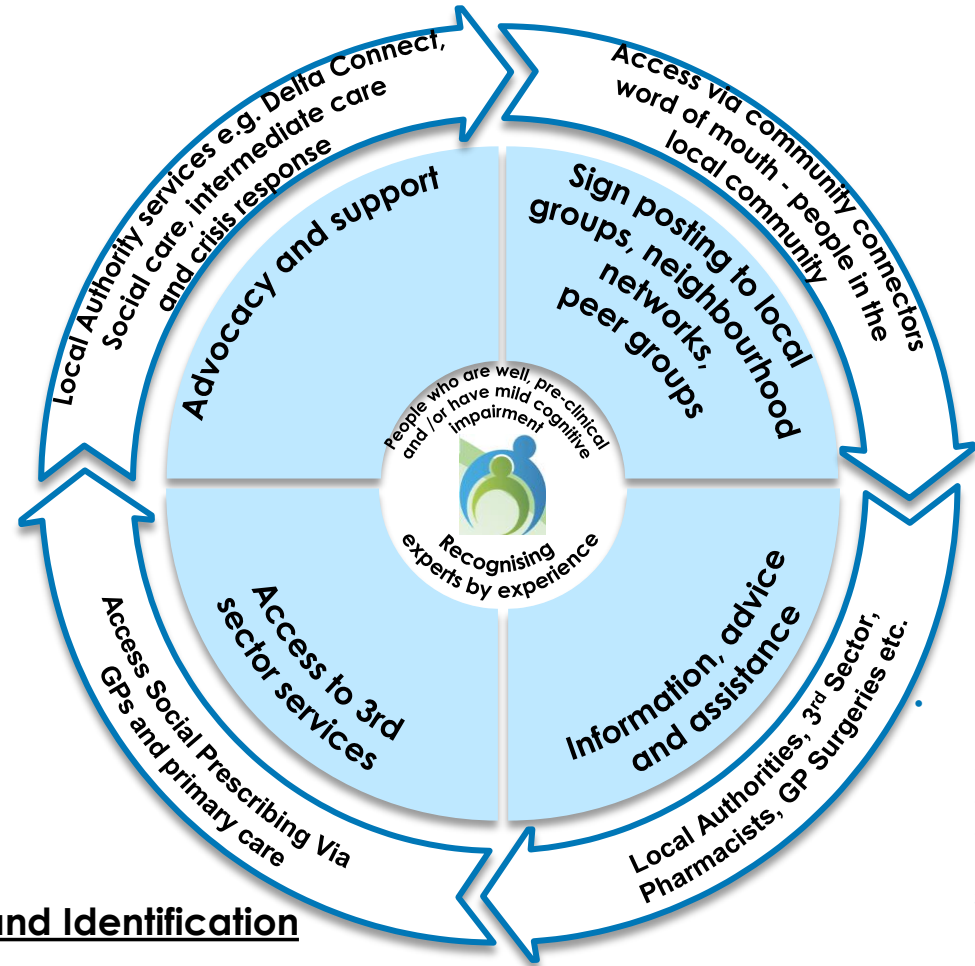 Local Authority services e.g. Delta Connect,
Social care, intermediate care
and crisis response
Access via community connectors
word of mouth - people in the
local community
Advocacy and support
Sign posting to local
groups, neighbourhood
networks,
peer groups
People who are well, pre-clinical
and /or have mild cognitive
impairment
Recognising
experts by experience
Access to 3rd
sector services
Information, advice
and assistance
Access Social Prescribing Via
GPs and primary care
Local Authorities, 3rd Sector,
Pharmacists, GP Surgeries etc.
.
and Identification